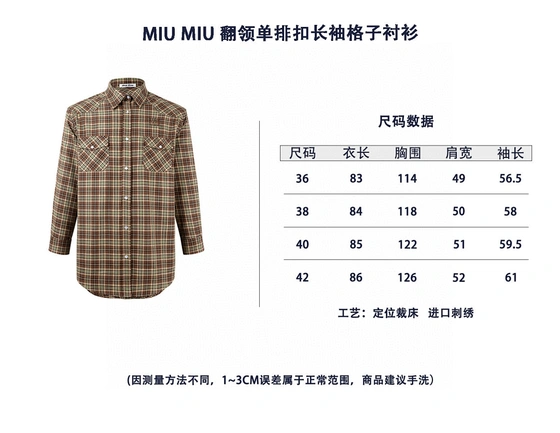 MIU MIU 翻领单排扣长袖格子衬衫
尺码数据
尺码 衣长 胸围 肩宽 袖长
36 83 114 49 56.5
38 84 118 50 58
40 85 122 51 59.5
42 86 126 52 61
工艺：定位裁床 进口刺绣
(因测量方法不同，1~3CM误差属于正常范围，商品建议手洗)